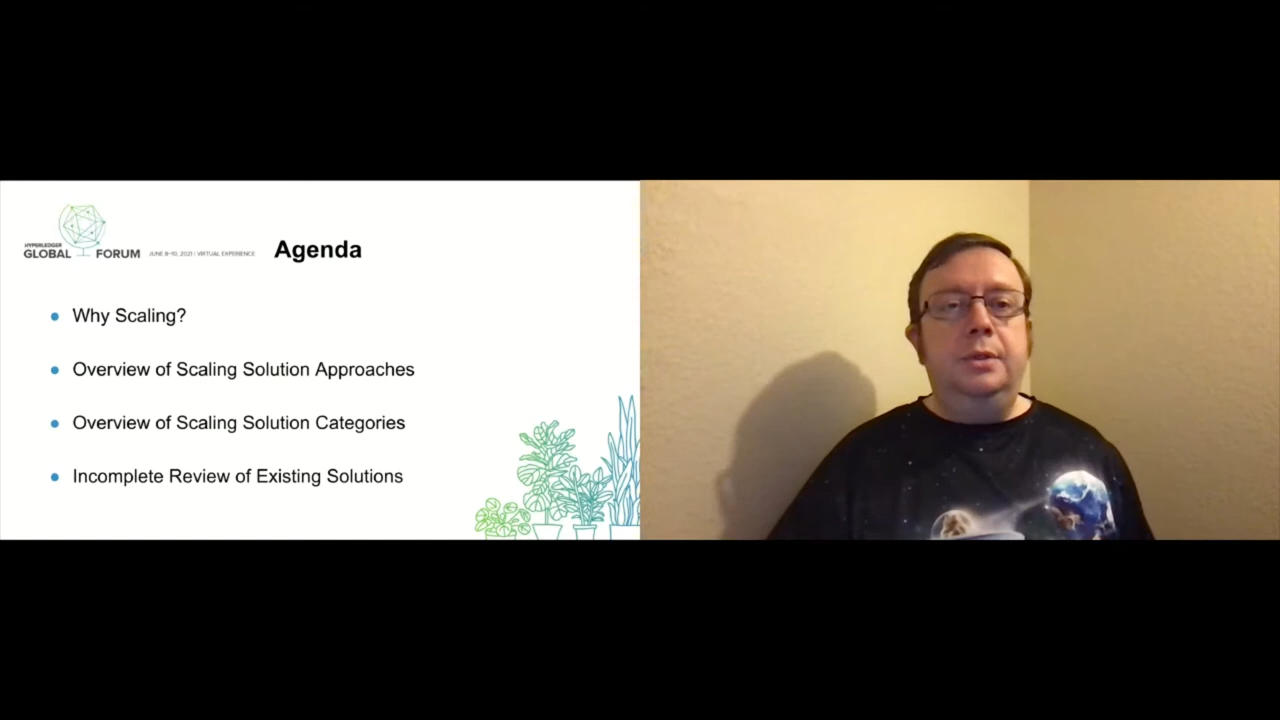 HYPERLEDGER
GLOBAL FORUM JUNE 8–10, 2021 | VIRTUAL EXPERIENCE
Agenda
Why Scaling?
Overview of Scaling Solution Approaches
Overview of Scaling Solution Categories
Incomplete Review of Existing Solutions